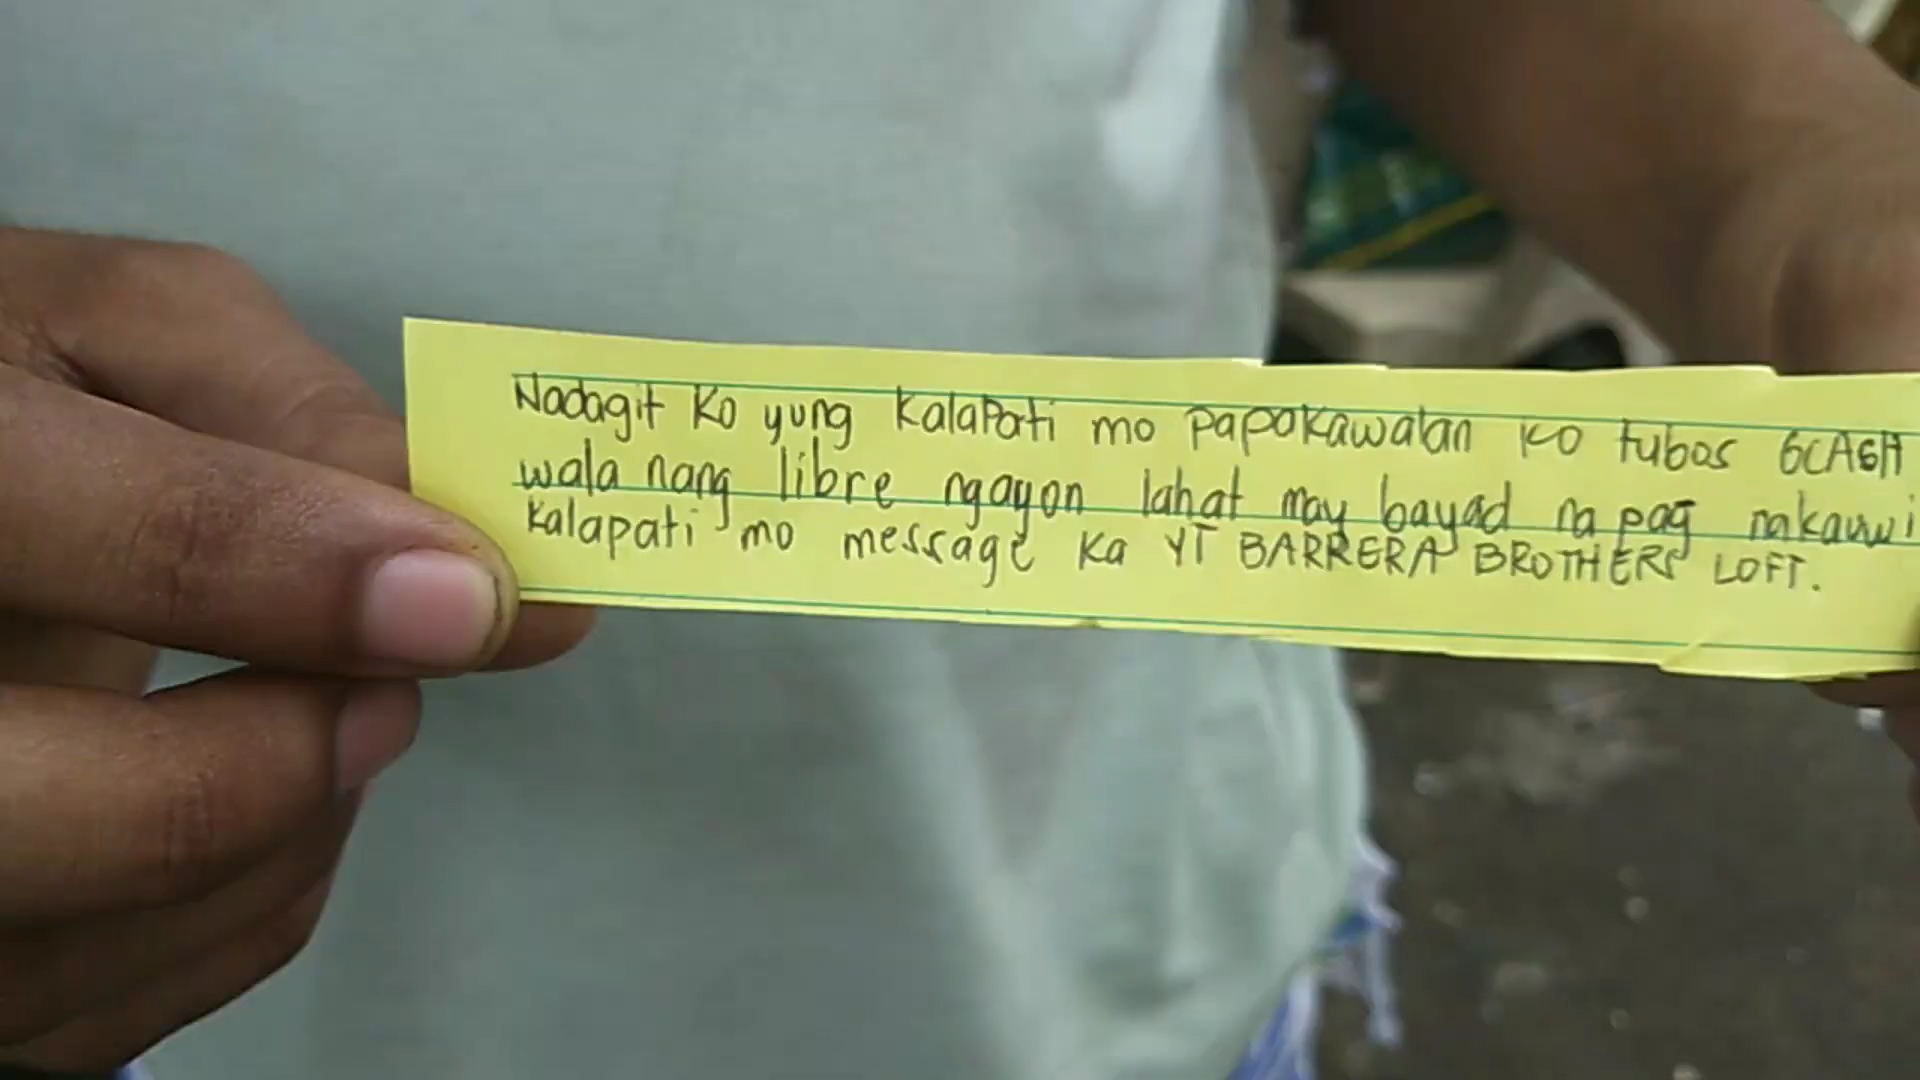 Nadagit Ko yung KalaPati mo papakawalan ko tubos GCASH
wala nang libre ngayon lahat may bayad na pag nakauwi
Kalapati mo message Ka YT BARRERA BROTHERS LOFT.